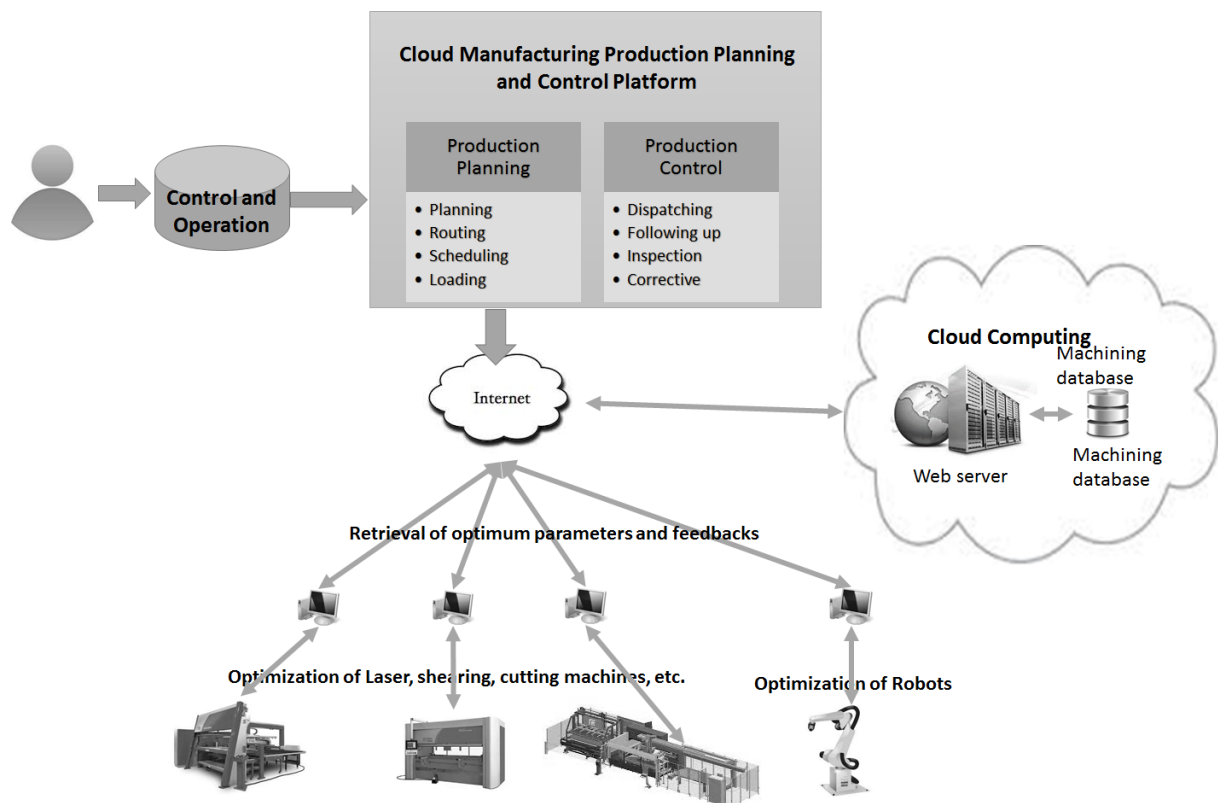 Cloud Manufacturing Production Planning
and Control Platform
Production
Planning
• Planning
• Routing
• Scheduling
• Loading
Production
Control
• Dispatching
• Following up
• Inspection
• Corrective
Control and
Operation
Internet
Cloud Computing
Machining
database
Web server
Machining
database
Retrieval of optimum parameters and feedbacks
Optimization of Laser, shearing, cutting machines, etc.
Optimization of Robots